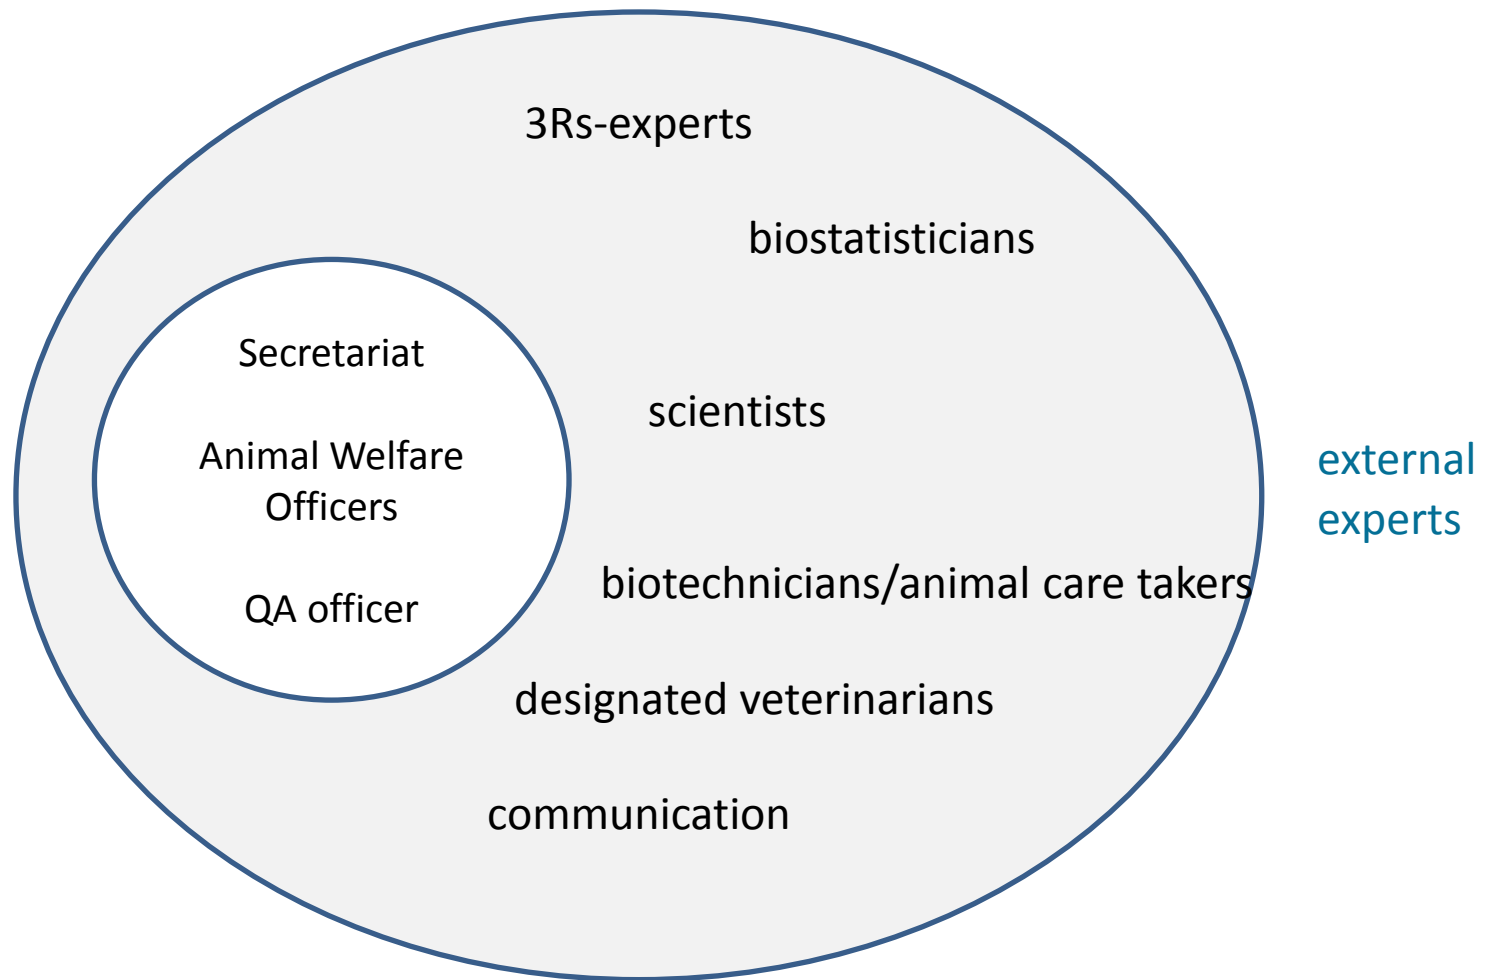 3Rs-experts
biostatisticians
Secretariat
scientists
Animal Welfare
Officers
external
experts
biotechnicians/animal care takers
QA officer
designated veterinarians
communication